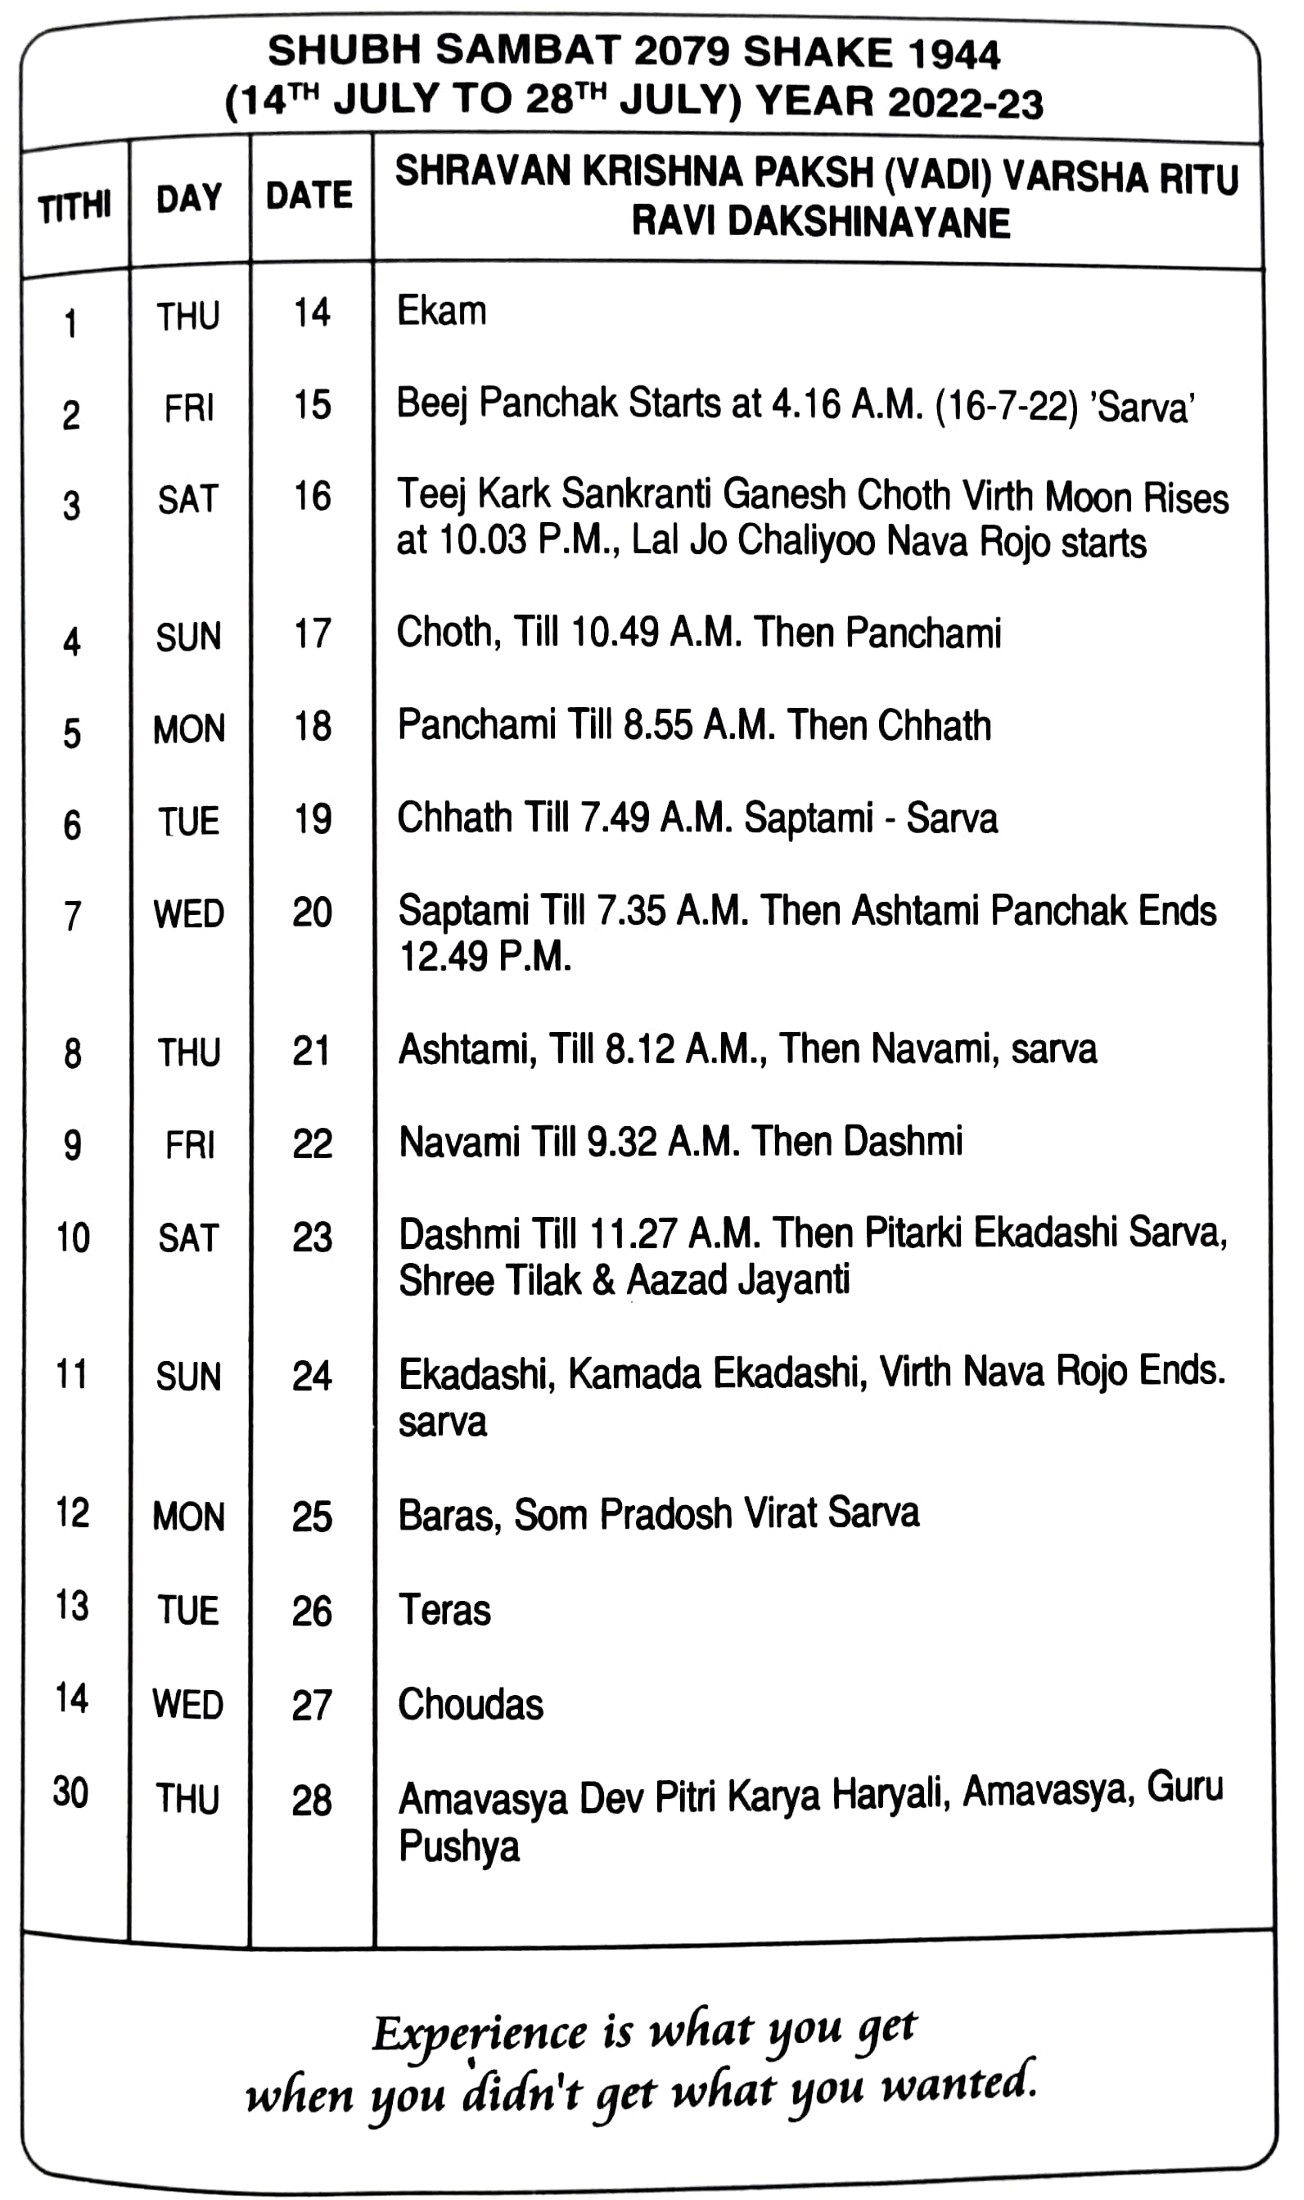 SHUBH SAMBAT 2079 SHAKE 1944
(14TH JULY TO 28TH JULY) YEAR 2022-23
TITHI DAY DATE SHRAVAN KRISHNA PAKSH (VADI) VARSHA RITU
RAVI DAKSHINAYANE
1 THU 14 Ekam
2 FRI 15 Beej Panchak Starts at 4.16 A.M. (16-7-22) 'Sarva'
3 SAT 16 Teej Kark Sankranti Ganesh Choth Virth Moon Rises
at 10.03 P.M., Lal Jo Chaliyoo Nava Rojo starts
4 SUN 17 Choth, Till 10.49 A.M. Then Panchami
5 MON 18 Panchami Till 8.55 A.M. Then Chhath
6 TUE 19 Chhath Till 7.49 A.M. Saptami - Sarva
7 WED 20 Saptami Till 7.35 A.M. Then Ashtami Panchak Ends
12.49 P.M.
8 THU 21 Ashtami, Till 8.12 A.M., Then Navami, sarva
9 FRI 22 Navami Till 9.32 A.M. Then Dashmi
10 SAT 23 Dashmi Till 11.27 A.M. Then Pitarki Ekadashi Sarva,
Shree Tilak & Aazad Jayanti
11 SUN 24 Ekadashi, Kamada Ekadashi, Virth Nava Rojo Ends.
sarva
12 MON 25 Baras, Som Pradosh Virat Sarva
13 TUE 26 Teras
14 WED 27 Choudas
30 THU 28 Amavasya Dev Pitri Karya Haryali, Amavasya, Guru
Pushya
Experience is what you get
when you didn't get what you wanted.